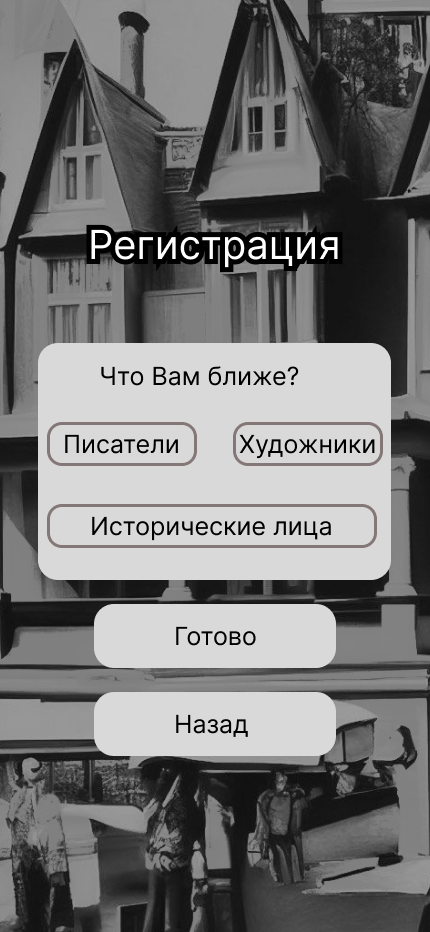 Регистрация
Что Вам ближе?
Писатели Художники
Исторические лица
Готово
Назад